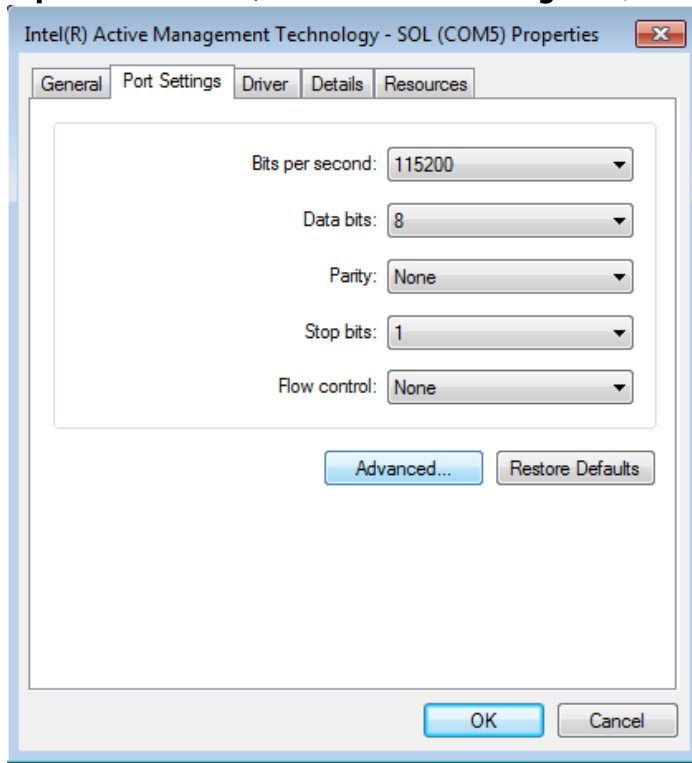 Intel(R) Active Management Technology - SOL (COM5) Properties
General Port Settings Driver Details Resources
Bits per second: 115200
Data bits: 8
Parity: None
Stop bits: 1
Flow control: None
Advanced... Restore Defaults
OK Cancel